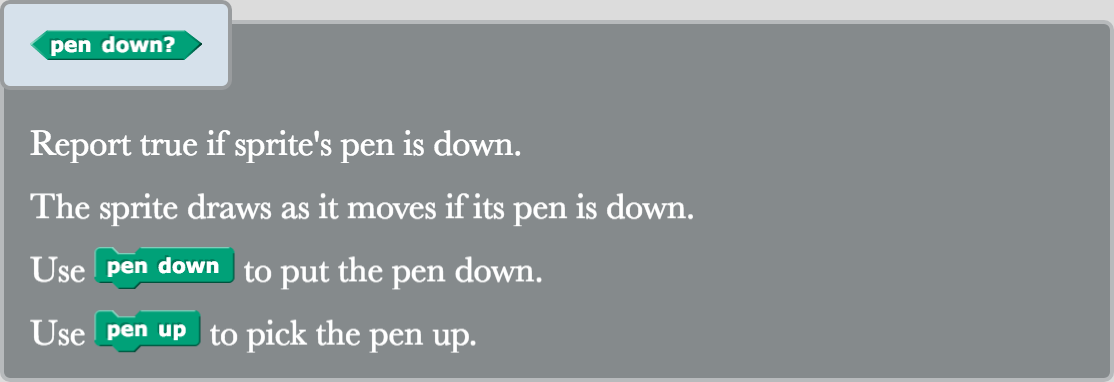 pen down?
Report true if sprite's pen is down.
The sprite draws as it moves if its pen is down.
Use pen down to put the pen down.
Use pen up to pick the pen up.